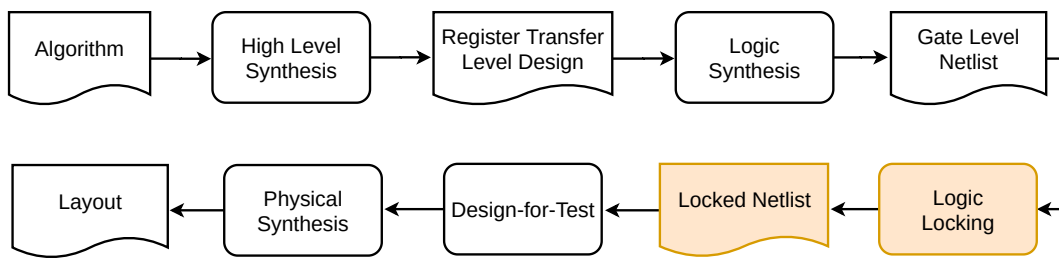 Algorithm
High Level
Synthesis
Register Transfer
Level Design
Logic
Synthesis
Gate Level
Netlist
Layout
Physical
Synthesis
Design-for-Test
Locked Netlist
Logic
Locking